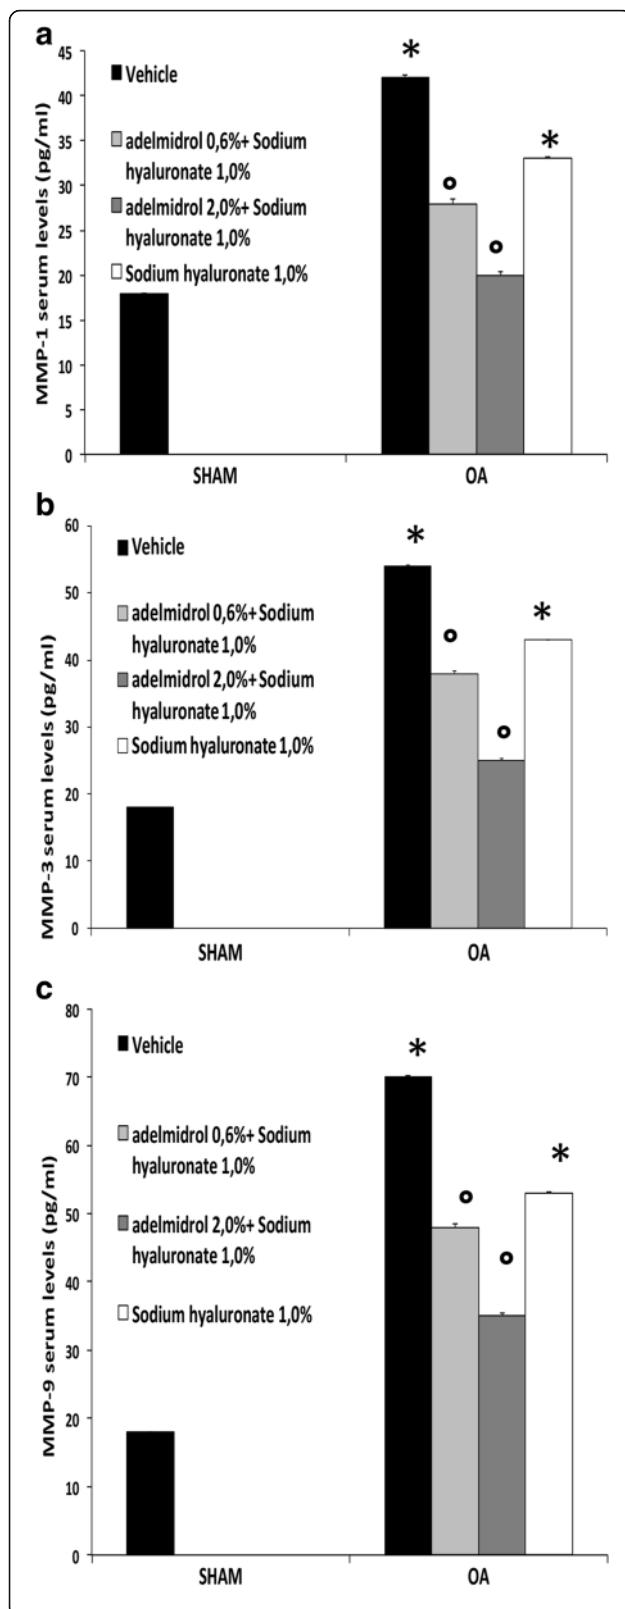 a
MMP-1 serum levels (pg/ml)
45
40
35
30
25
20
15
10
5
0
Vehicle
adelmidrol 0,6%+ Sodium
hyaluronate 1,0%
adelmidrol 2,0%+ Sodium
hyaluronate 1,0%
Sodium hyaluronate 1,0%
*
°
°
*
SHAM
OA
b
MMP-3 serum levels (pg/ml)
60
50
40
30
20
10
0
Vehicle
adelmidrol 0,6%+ Sodium
hyaluronate 1,0%
adelmidrol 2,0%+ Sodium
hyaluronate 1,0%
Sodium hyaluronate 1,0%
*
°
°
*
SHAM
OA
c
MMP-9 serum levels (pg/ml)
80
70
60
50
40
30
20
10
0
Vehicle
adelmidrol 0,6%+ Sodium
hyaluronate 1,0%
adelmidrol 2,0%+ Sodium
hyaluronate 1,0%
Sodium hyaluronate 1,0%
*
°
°
*
SHAM
OA